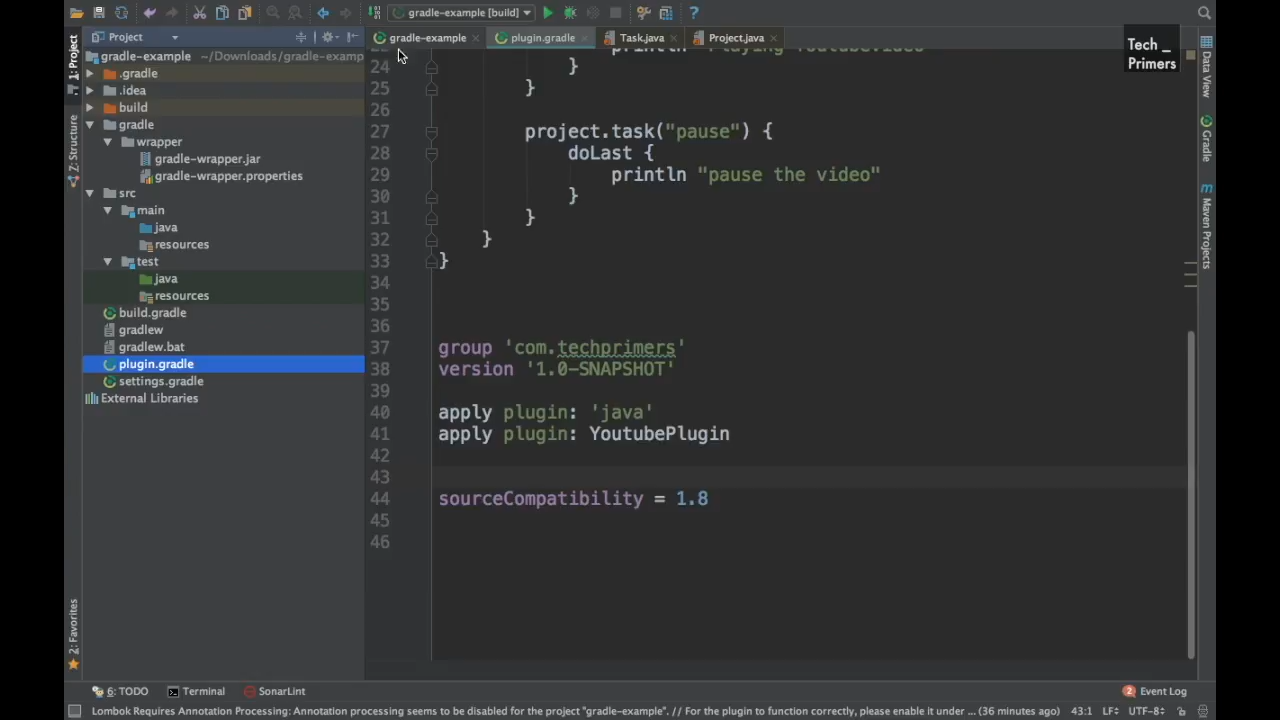 gradle-example [build]
1: Project
Project
gradle-example
plugin.gradle
Task.java
Project.java
Tech _
Primers
gradle-example ~/Downloads/gradle-examp
.gradle
.idea
build
gradle
wrapper
gradle-wrapper.jar
gradle-wrapper.properties
src
main
java
resources
test
java
resources
build.gradle
gradlew
gradlew.bat
plugin.gradle
settings.gradle
External Libraries
Z: Structure
2: Favorites
24 }
25 }
26
27 project.task("pause") {
28 doLast {
29 println "pause the video"
30 }
31 }
32 }
33 }
34
35
36
37 group 'com.techprimers'
38 version '1.0-SNAPSHOT'
39
40 apply plugin: 'java'
41 apply plugin: YoutubePlugin
42
43
44 sourceCompatibility = 1.8
45
46
Data View
Gradle
Maven Projects
6: TODO
Terminal
SonarLint
2 Event Log
Lombok Requires Annotation Processing: Annotation processing seems to be disabled for the project "gradle-example". // For the plugin to function correctly, please enable it under ... (36 minutes ago)
43:1 LF÷ UTF-8÷